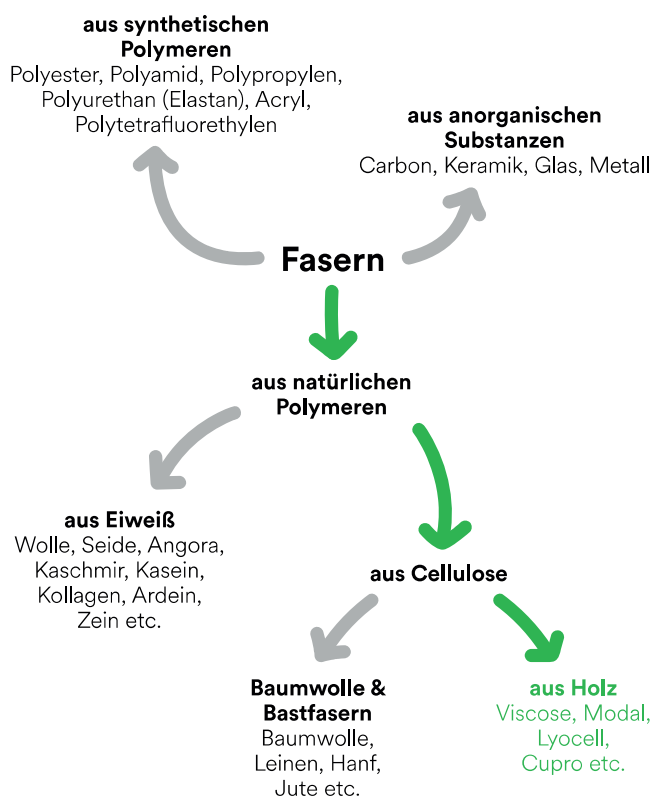 aus synthetischen
Polymeren
Polyester, Polyamid, Polypropylen,
Polyurethan (Elastan), Acryl,
Polytetrafluorethylen
aus anorganischen
Substanzen
Carbon, Keramik, Glas, Metall
Fasern
aus natürlichen
Polymeren
aus Eiweiß
Wolle, Seide, Angora,
Kaschmir, Kasein,
Kollagen, Ardein,
Zein etc.
aus Cellulose
Baumwolle &
Bastfasern
Baumwolle,
Leinen, Hanf,
Jute etc.
aus Holz
Viscose, Modal,
Lyocell,
Cupro etc.